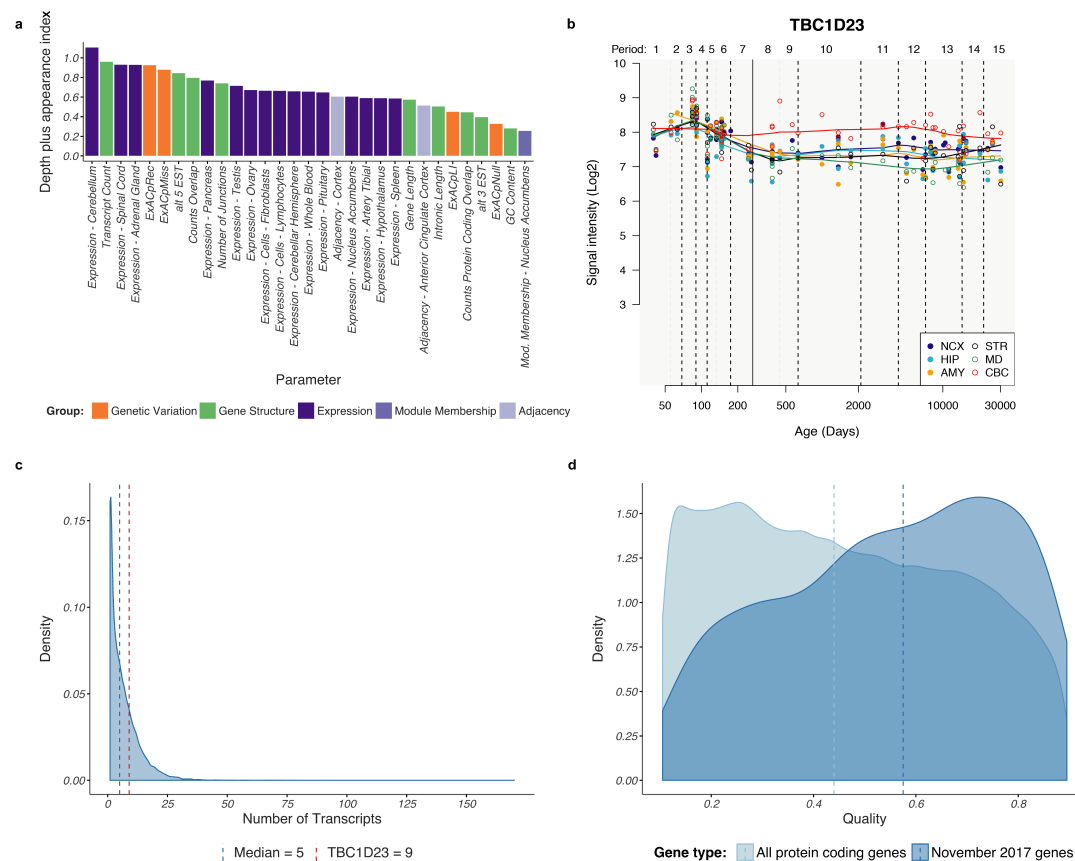 a
Depth plus appearance index
1.0
0.8
0.6
0.4
0.2
0.0
Expression - Cerebellum
Transcript Count
Expression - Spinal Cord
Expression - Adrenal Gland
ExACpRec
ExACpMiss
alt 5 EST
Counts Overlap
Expression - Pancreas
Number of Junctions
Expression - Testis
Expression - Ovary
Expression - Cells - Fibroblasts
Expression - Cells - Lymphocytes
Expression - Cerebellar Hemisphere
Expression - Whole Blood
Expression - Pituitary
Adjacency - Cortex
Expression - Nucleus Accumbens
Expression - Artery Tibial
Expression - Hypothalamus
Expression - Spleen
Gene Length
Adjacency - Anterior Cingulate Cortex
Intronic Length
ExACpLI
Counts Protein Coding Overlap
alt 3 EST
ExACpNull
GC Content
Mod. Membership - Nucleus Accumbens
Parameter
Group: Genetic Variation Gene Structure Expression Module Membership Adjacency
b
TBC1D23
Period: 1 2 3 4 5 6 7 8 9 10 11 12 13 14 15
Signal intensity (Log2)
10
9
8
7
6
5
4
3
NCX STR
HIP MD
AMY CBC
50 100 200 500 2000 10000 30000
Age (Days)
c
Density
0.15
0.10
0.05
0.00
0 25 50 75 100 125 150
Number of Transcripts
Median = 5 TBC1D23 = 9
d
Density
1.50
1.25
1.00
0.75
0.50
0.25
0.00
0.2 0.4 0.6 0.8
Quality
Gene type: All protein coding genes November 2017 genes